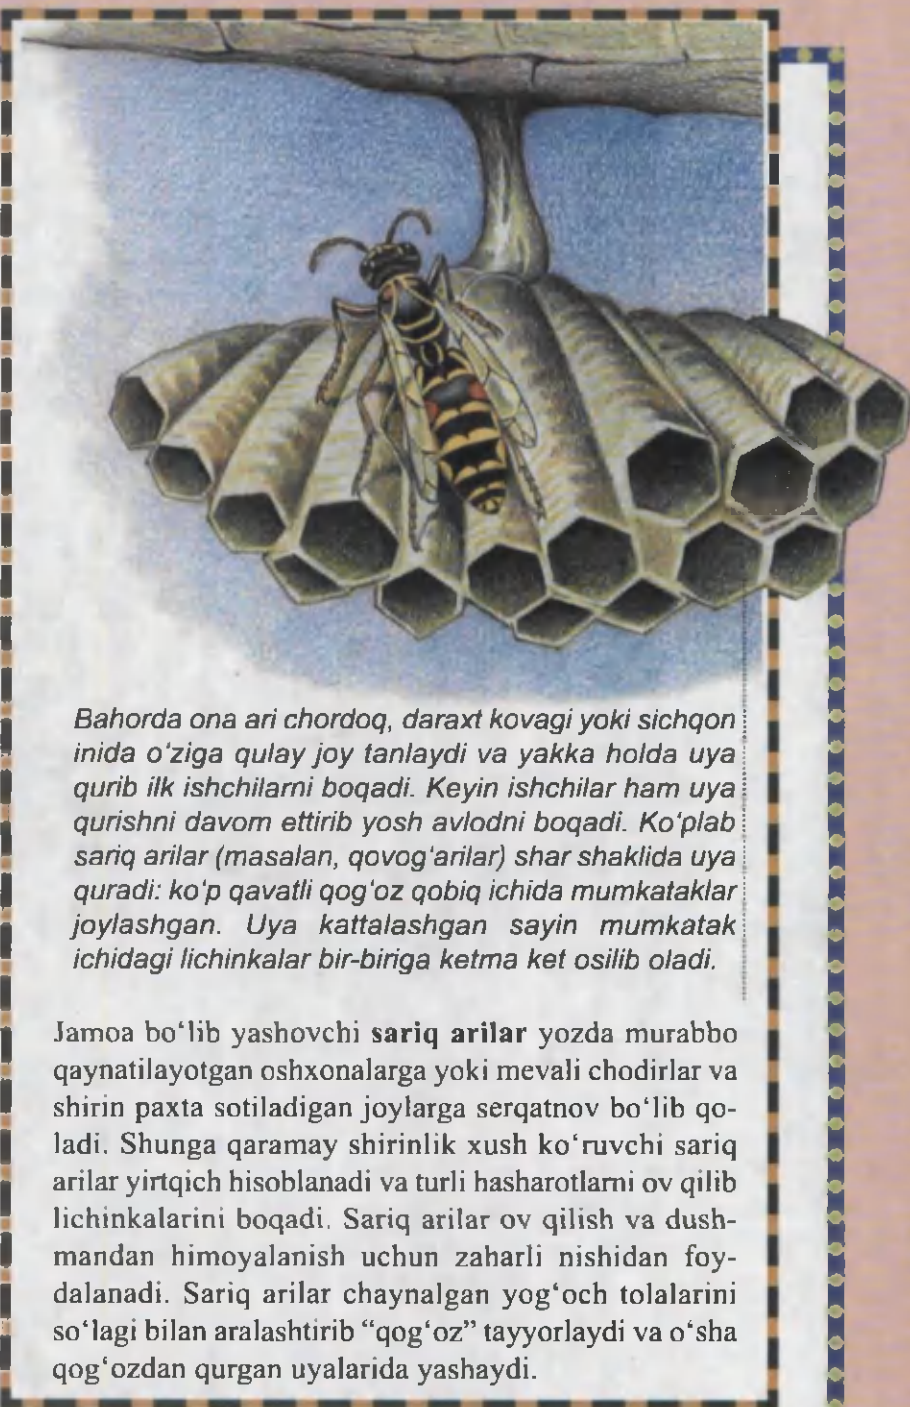 Bahorda ona ari chordoq, daraxt kovagi yoki sichqon
inida o‘ziga qulay joy tanlaydi va yakka holda uya
qurib ilk ishchilarni boqadi. Keyin ishchilar ham uya
qurishni davom ettirib yosh avlodni boqadi. Ko‘plab
sariq arilar (masalan, qovog‘arilar) shar shaklida uya
quradi: ko‘p qavatli qog‘oz qobiq ichida mumkataklar
joylashgan. Uya kattalashgan sayin mumkatak
ichidagi lichinkalar bir-biriga ketma ket osilib oladi.
Jamoa bo‘lib yashovchi sariq arilar yozda murabbo
qaynatilayotgan oshxonalarga yoki mevali chodirlar va
shirin paxta sotiladigan joylarga serqatnov bo‘lib qo-
ladi. Shunga qaramay shirinlik xush ko‘ruvchi sariq
arilar yirtqich hisoblanadi va turli hasharotlarni ov qilib
lichinkalarini boqadi. Sariq arilar ov qilish va dush-
mandan himoyalanish uchun zaharli nishidan foy-
dalanadi. Sariq arilar chaynalgan yog‘och tolalarini
so‘lagi bilan aralashtirib “qog‘oz” tayyorlaydi va o‘sha
qog‘ozdan qurgan uyalarida yashaydi.